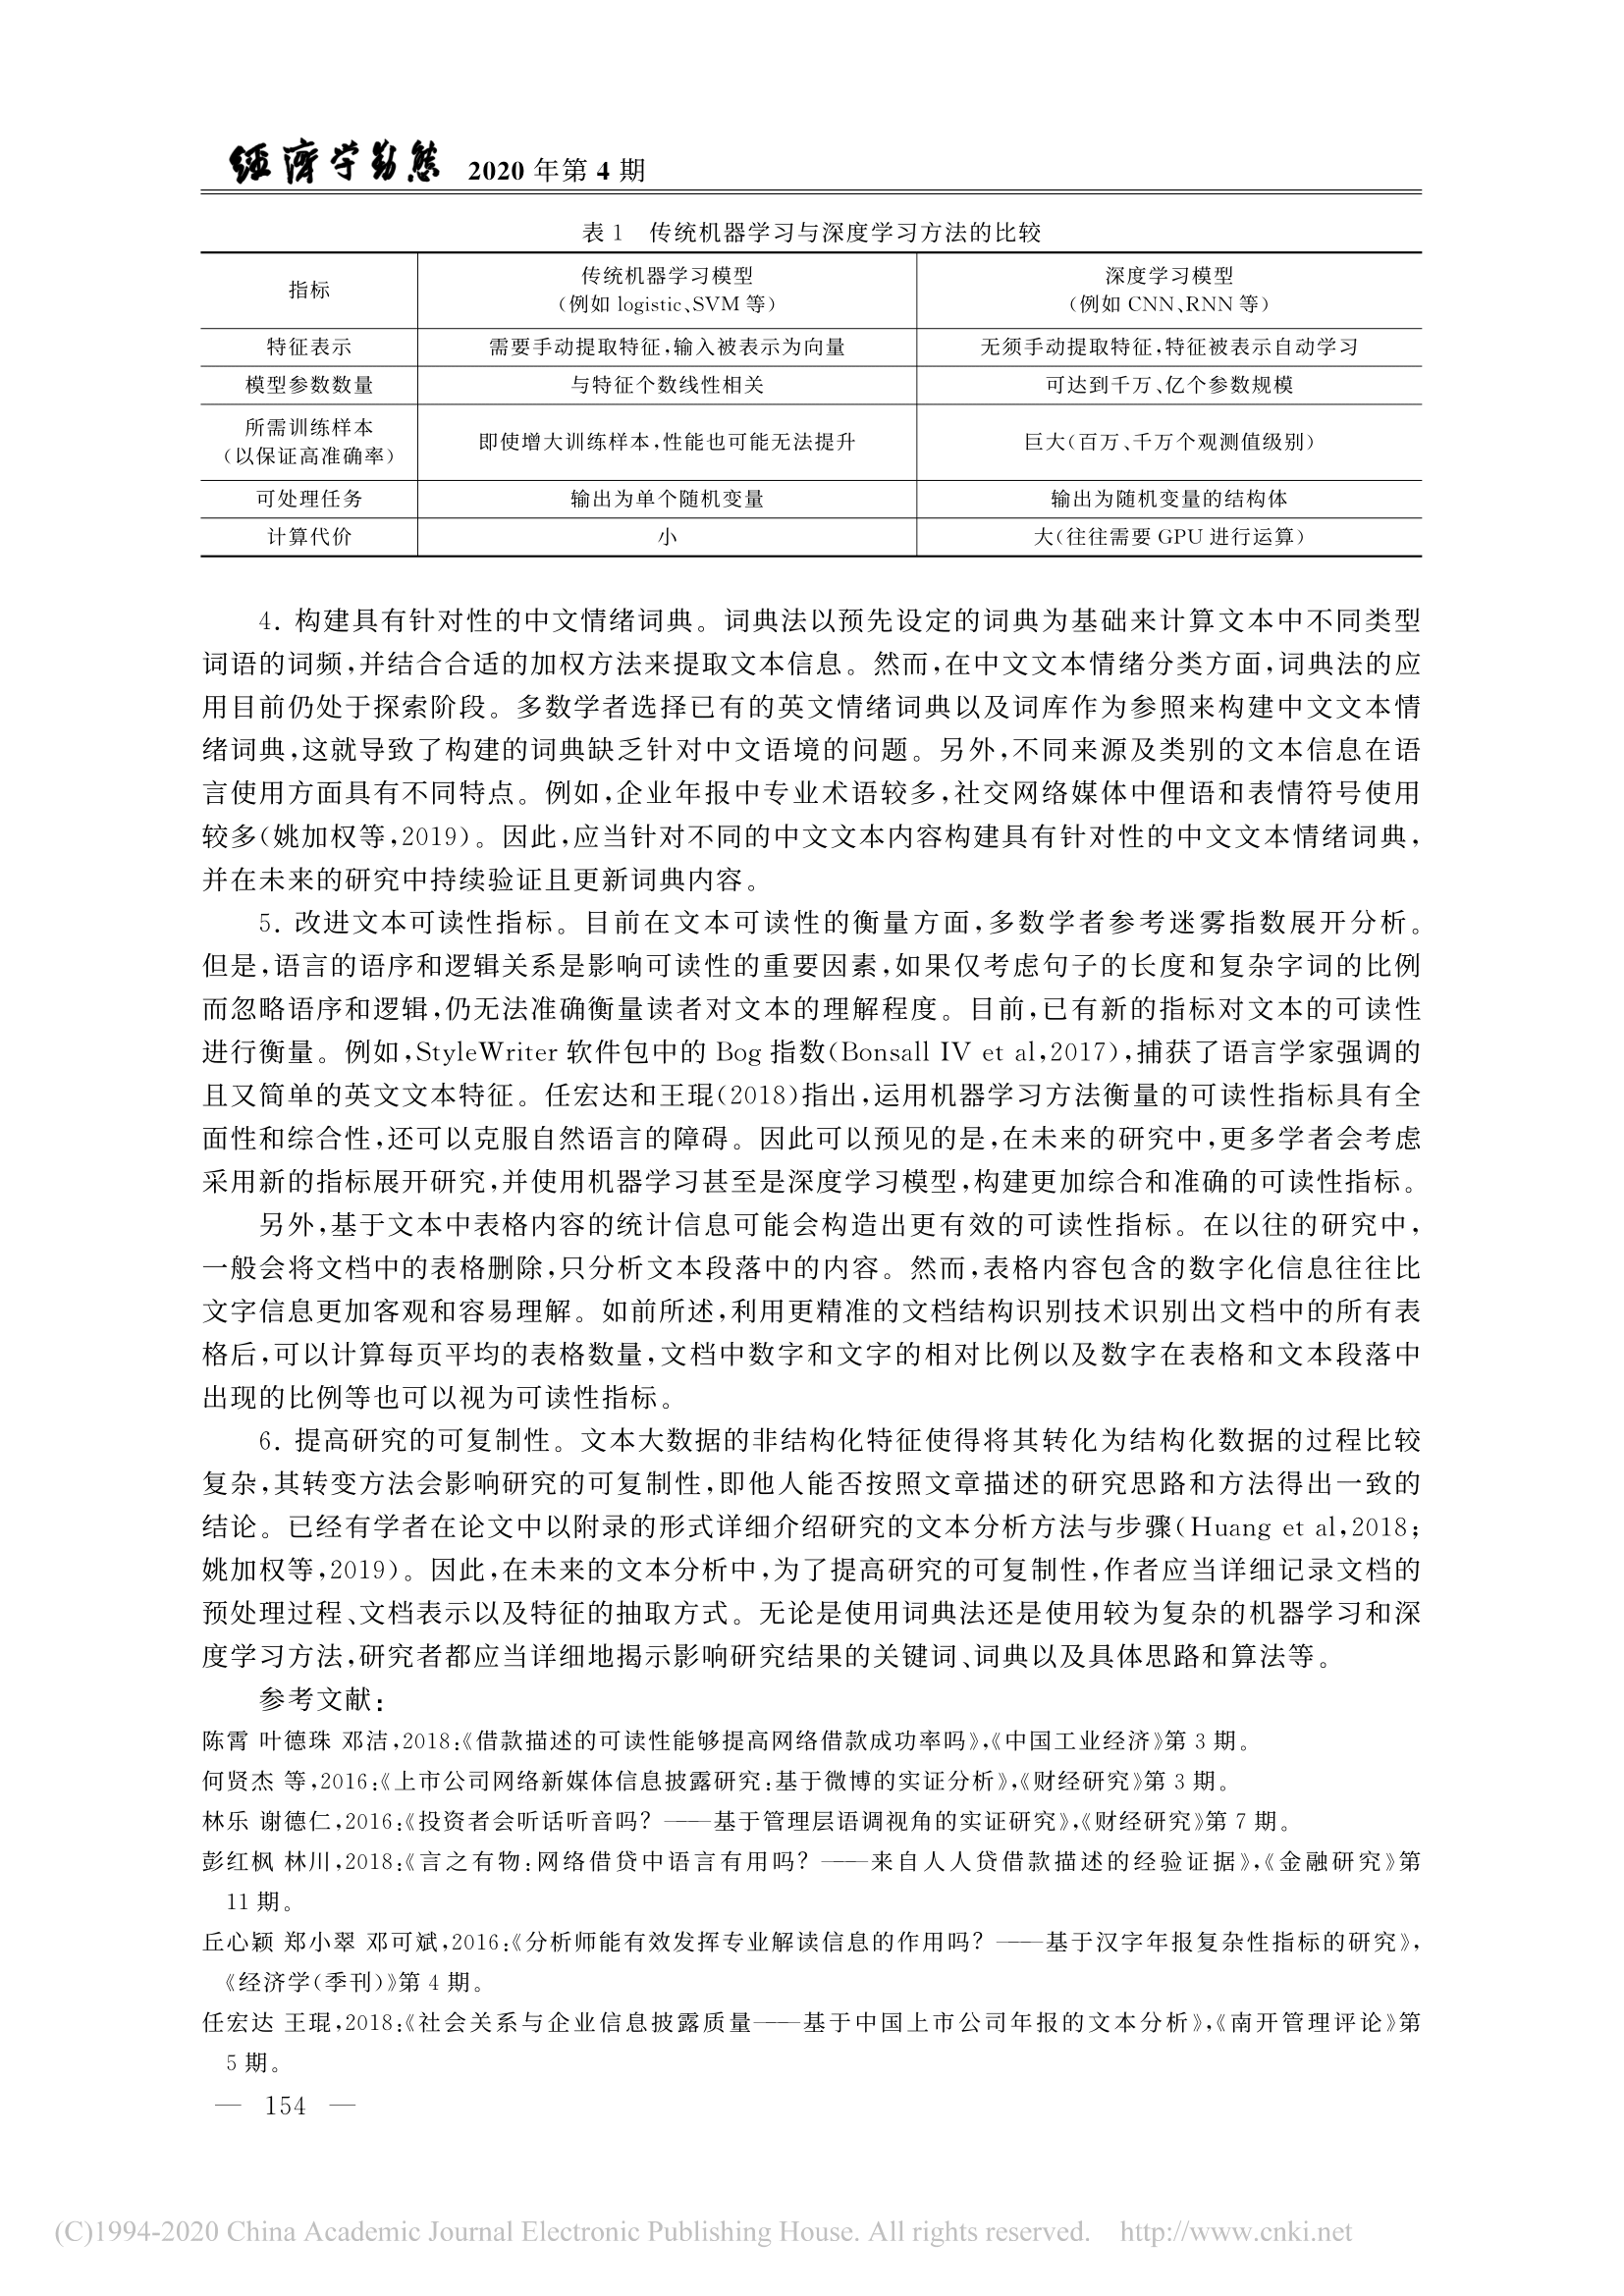 经济学动态 2020 年第 4 期
表 1 传统机器学习与深度学习方法的比较
指标
传统机器学习模型
(例如 logistic、SVM 等)
深度学习模型
(例如 CNN、RNN 等)
特征表示 需要手动提取特征,输入被表示为向量 无须手动提取特征,特征被表示自动学习
模型参数数量 与特征个数线性相关 可达到千万、亿个参数规模
所需训练样本
(以保证高准确率)
即使增大训练样本,性能也可能无法提升 巨大(百万、千万个观测值级别)
可处理任务 输出为单个随机变量 输出为随机变量的结构体
计算代价 小 大(往往需要 GPU 进行运算)
4. 构建具有针对性的中文情绪词典。词典法以预先设定的词典为基础来计算文本中不同类型
词语的词频,并结合合适的加权方法来提取文本信息。然而,在中文文本情绪分类方面,词典法的应
用目前仍处于探索阶段。多数学者选择已有的英文情绪词典以及词库作为参照来构建中文文本情
绪词典,这就导致了构建的词典缺乏针对中文语境的问题。另外,不同来源及类别的文本信息在语
言使用方面具有不同特点。例如,企业年报中专业术语较多,社交网络媒体中俚语和表情符号使用
较多(姚加权等,2019)。因此,应当针对不同的中文文本内容构建具有针对性的中文文本情绪词典,
并在未来的研究中持续验证且更新词典内容。
5. 改进文本可读性指标。目前在文本可读性的衡量方面,多数学者参考迷雾指数展开分析。
但是,语言的语序和逻辑关系是影响可读性的重要因素,如果仅考虑句子的长度和复杂字词的比例
而忽略语序和逻辑,仍无法准确衡量读者对文本的理解程度。目前,已有新的指标对文本的可读性
进行衡量。例如,StyleWriter 软件包中的 Bog 指数(Bonsall IV et al,2017),捕获了语言学家强调的
且又简单的英文文本特征。任宏达和王琨(2018)指出,运用机器学习方法衡量的可读性指标具有全
面性和综合性,还可以克服自然语言的障碍。因此可以预见的是,在未来的研究中,更多学者会考虑
采用新的指标展开研究,并使用机器学习甚至是深度学习模型,构建更加综合和准确的可读性指标。
另外,基于文本中表格内容的统计信息可能会构造出更有效的可读性指标。在以往的研究中,
一般会将文档中的表格删除,只分析文本段落中的内容。然而,表格内容包含的数字化信息往往比
文字信息更加客观和容易理解。如前所述,利用更精准的文档结构识别技术识别出文档中的所有表
格后,可以计算每页平均的表格数量,文档中数字和文字的相对比例以及数字在表格和文本段落中
出现的比例等也可以视为可读性指标。
6. 提高研究的可复制性。文本大数据的非结构化特征使得将其转化为结构化数据的过程比较
复杂,其转变方法会影响研究的可复制性,即他人能否按照文章描述的研究思路和方法得出一致的
结论。已经有学者在论文中以附录的形式详细介绍研究的文本分析方法与步骤(Huang et al,2018;
姚加权等,2019)。因此,在未来的文本分析中,为了提高研究的可复制性,作者应当详细记录文档的
预处理过程、文档表示以及特征的抽取方式。无论是使用词典法还是使用较为复杂的机器学习和深
度学习方法,研究者都应当详细地揭示影响研究结果的关键词、词典以及具体思路和算法等。
参考文献:
陈霄 叶德珠 邓洁,2018:《借款描述的可读性能够提高网络借款成功率吗》,《中国工业经济》第 3 期。
何贤杰 等,2016:《上市公司网络新媒体信息披露研究:基于微博的实证分析》,《财经研究》第 3 期。
林乐 谢德仁,2016:《投资者会听话听音吗?——基于管理层语调视角的实证研究》,《财经研究》第 7 期。
彭红枫 林川,2018:《言之有物:网络借贷中语言有用吗?——来自人人贷借款描述的经验证据》,《金融研究》第
11 期。
丘心颖 郑小翠 邓可斌,2016:《分析师能有效发挥专业解读信息的作用吗?——基于汉字年报复杂性指标的研究》,
《经济学(季刊)》第 4 期。
任宏达 王琨,2018:《社会关系与企业信息披露质量——基于中国上市公司年报的文本分析》,《南开管理评论》第
5 期。
— 154 —
(C)1994-2020 China Academic Journal Electronic Publishing House. All rights reserved. http://www.cnki.net